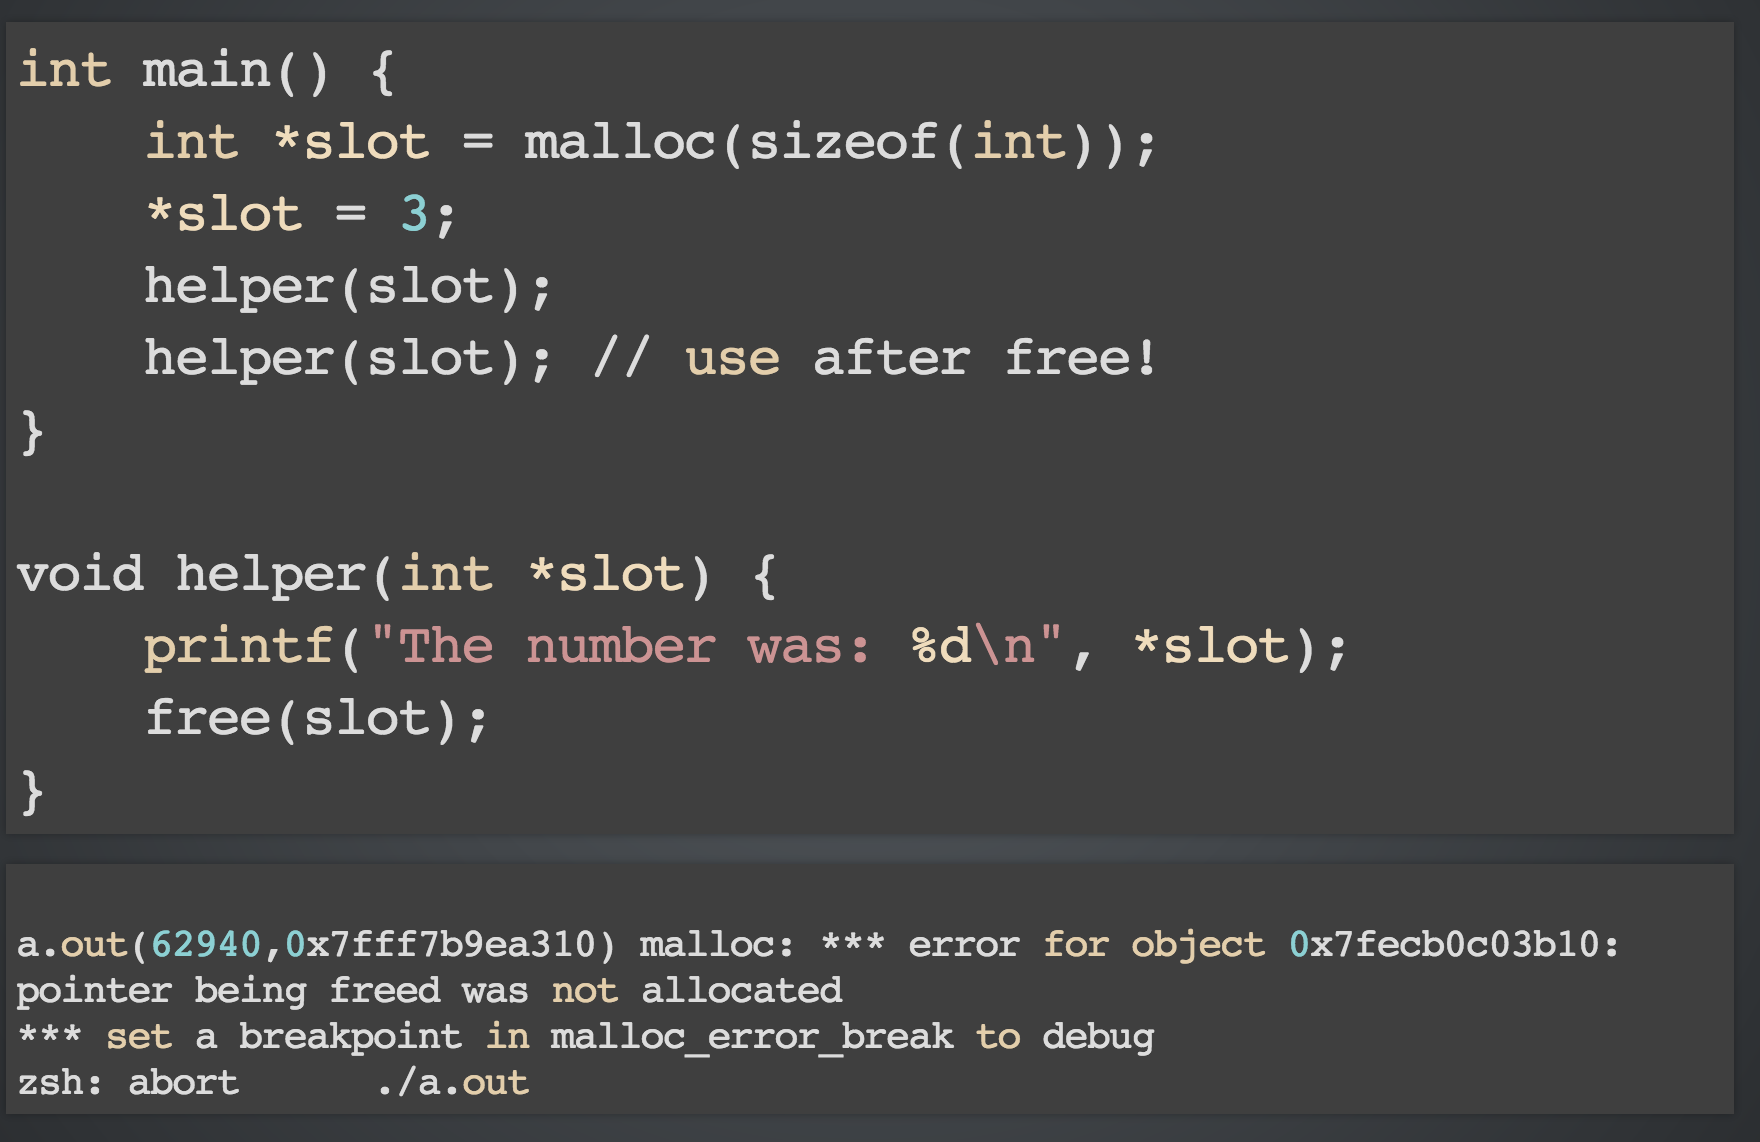 int main() {
    int *slot = malloc(sizeof(int));
    *slot = 3;
    helper(slot);
    helper(slot); // use after free!
}

void helper(int *slot) {
    printf("The number was: %d\n", *slot);
    free(slot);
}

a.out(62940,0x7fff7b9ea310) malloc: *** error for object 0x7fecb0c03b10:
pointer being freed was not allocated
*** set a breakpoint in malloc_error_break to debug
zsh: abort      ./a.out